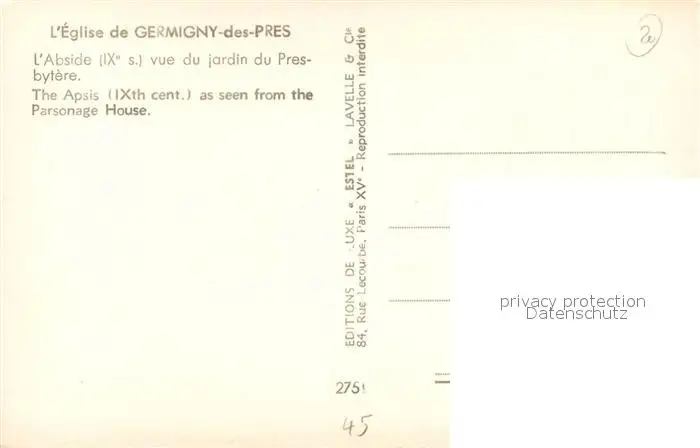 L'Église de GERMIGNY-des-PRES
L'Abside (IXᵉ s.) vue du jardin du Pres-
bytère.
The Apsis (IXth cent.) as seen from the
Parsonage House.
EDITIONS DE LUXE « ESTEL » LAVELLE & Cie
84, Rue Lecourbe, Paris XVᵉ - Reproduction interdite
275
45
privacy protection
Datenschutz